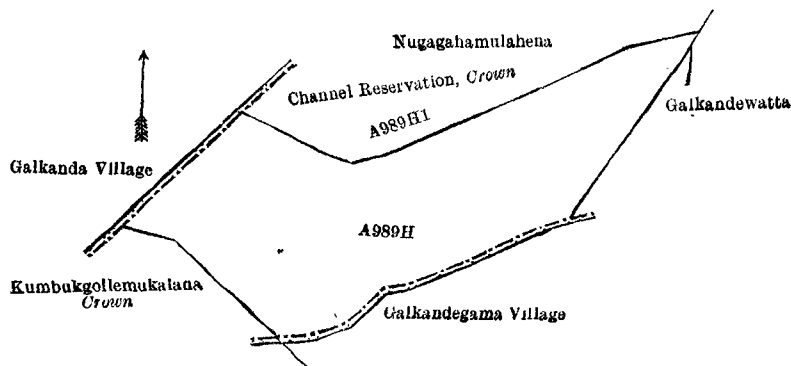 Nugagahamulahena
Channel Reservation, Crown
A989H1
Galkandewatta
Galkanda Village
A989H
Kumbukgollemukalana
Crown
Galkandegama Village